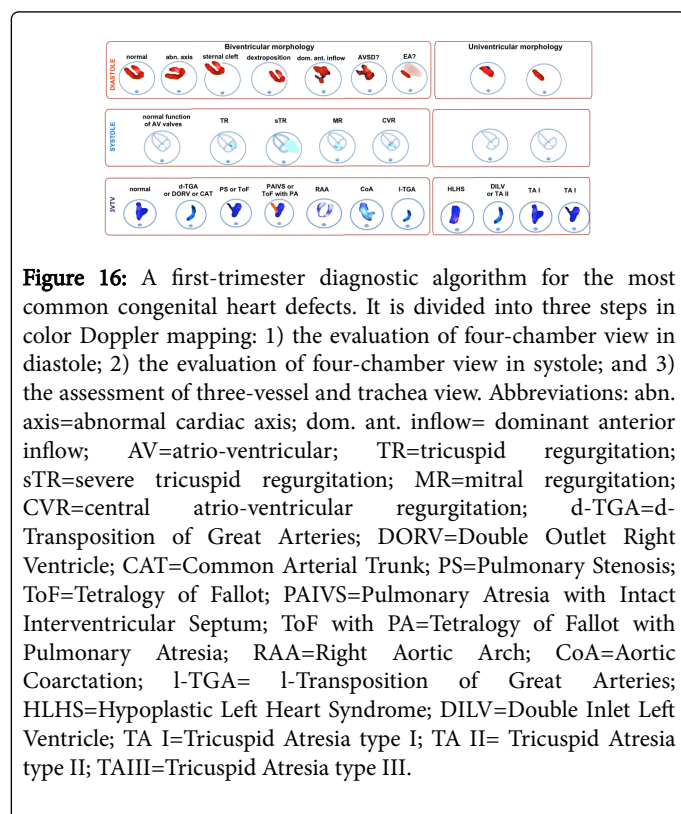 Biventricular morphology
Univentricular morphology
DIASTOLE
normal abn. axis sternal cleft dextroposition dom. ant. inflow AVSD? EA?
SYSTOLE
normal function
of AV valves TR sTR MR CVR
3VTV
normal d-TGA
or DORV or CAT PS or ToF PAIVS or
ToF with PA RAA CoA l-TGA
HLHS DILV
or TA II TA I TA I
Figure 16: A first-trimester diagnostic algorithm for the most
common congenital heart defects. It is divided into three steps in
color Doppler mapping: 1) the evaluation of four-chamber view in
diastole; 2) the evaluation of four-chamber view in systole; and 3)
the assessment of three-vessel and trachea view. Abbreviations: abn.
axis=abnormal cardiac axis; dom. ant. inflow= dominant anterior
inflow; AV=atrio-ventricular; TR=tricuspid regurgitation;
sTR=severe tricuspid regurgitation; MR=mitral regurgitation;
CVR=central atrio-ventricular regurgitation; d-TGA=d-
Transposition of Great Arteries; DORV=Double Outlet Right
Ventricle; CAT=Common Arterial Trunk; PS=Pulmonary Stenosis;
ToF=Tetralogy of Fallot; PAIVS=Pulmonary Atresia with Intact
Interventricular Septum; ToF with PA=Tetralogy of Fallot with
Pulmonary Atresia; RAA=Right Aortic Arch; CoA=Aortic
Coarctation; l-TGA= l-Transposition of Great Arteries;
HLHS=Hypoplastic Left Heart Syndrome; DILV=Double Inlet Left
Ventricle; TA I=Tricuspid Atresia type I; TA II= Tricuspid Atresia
type II; TAIII=Tricuspid Atresia type III.